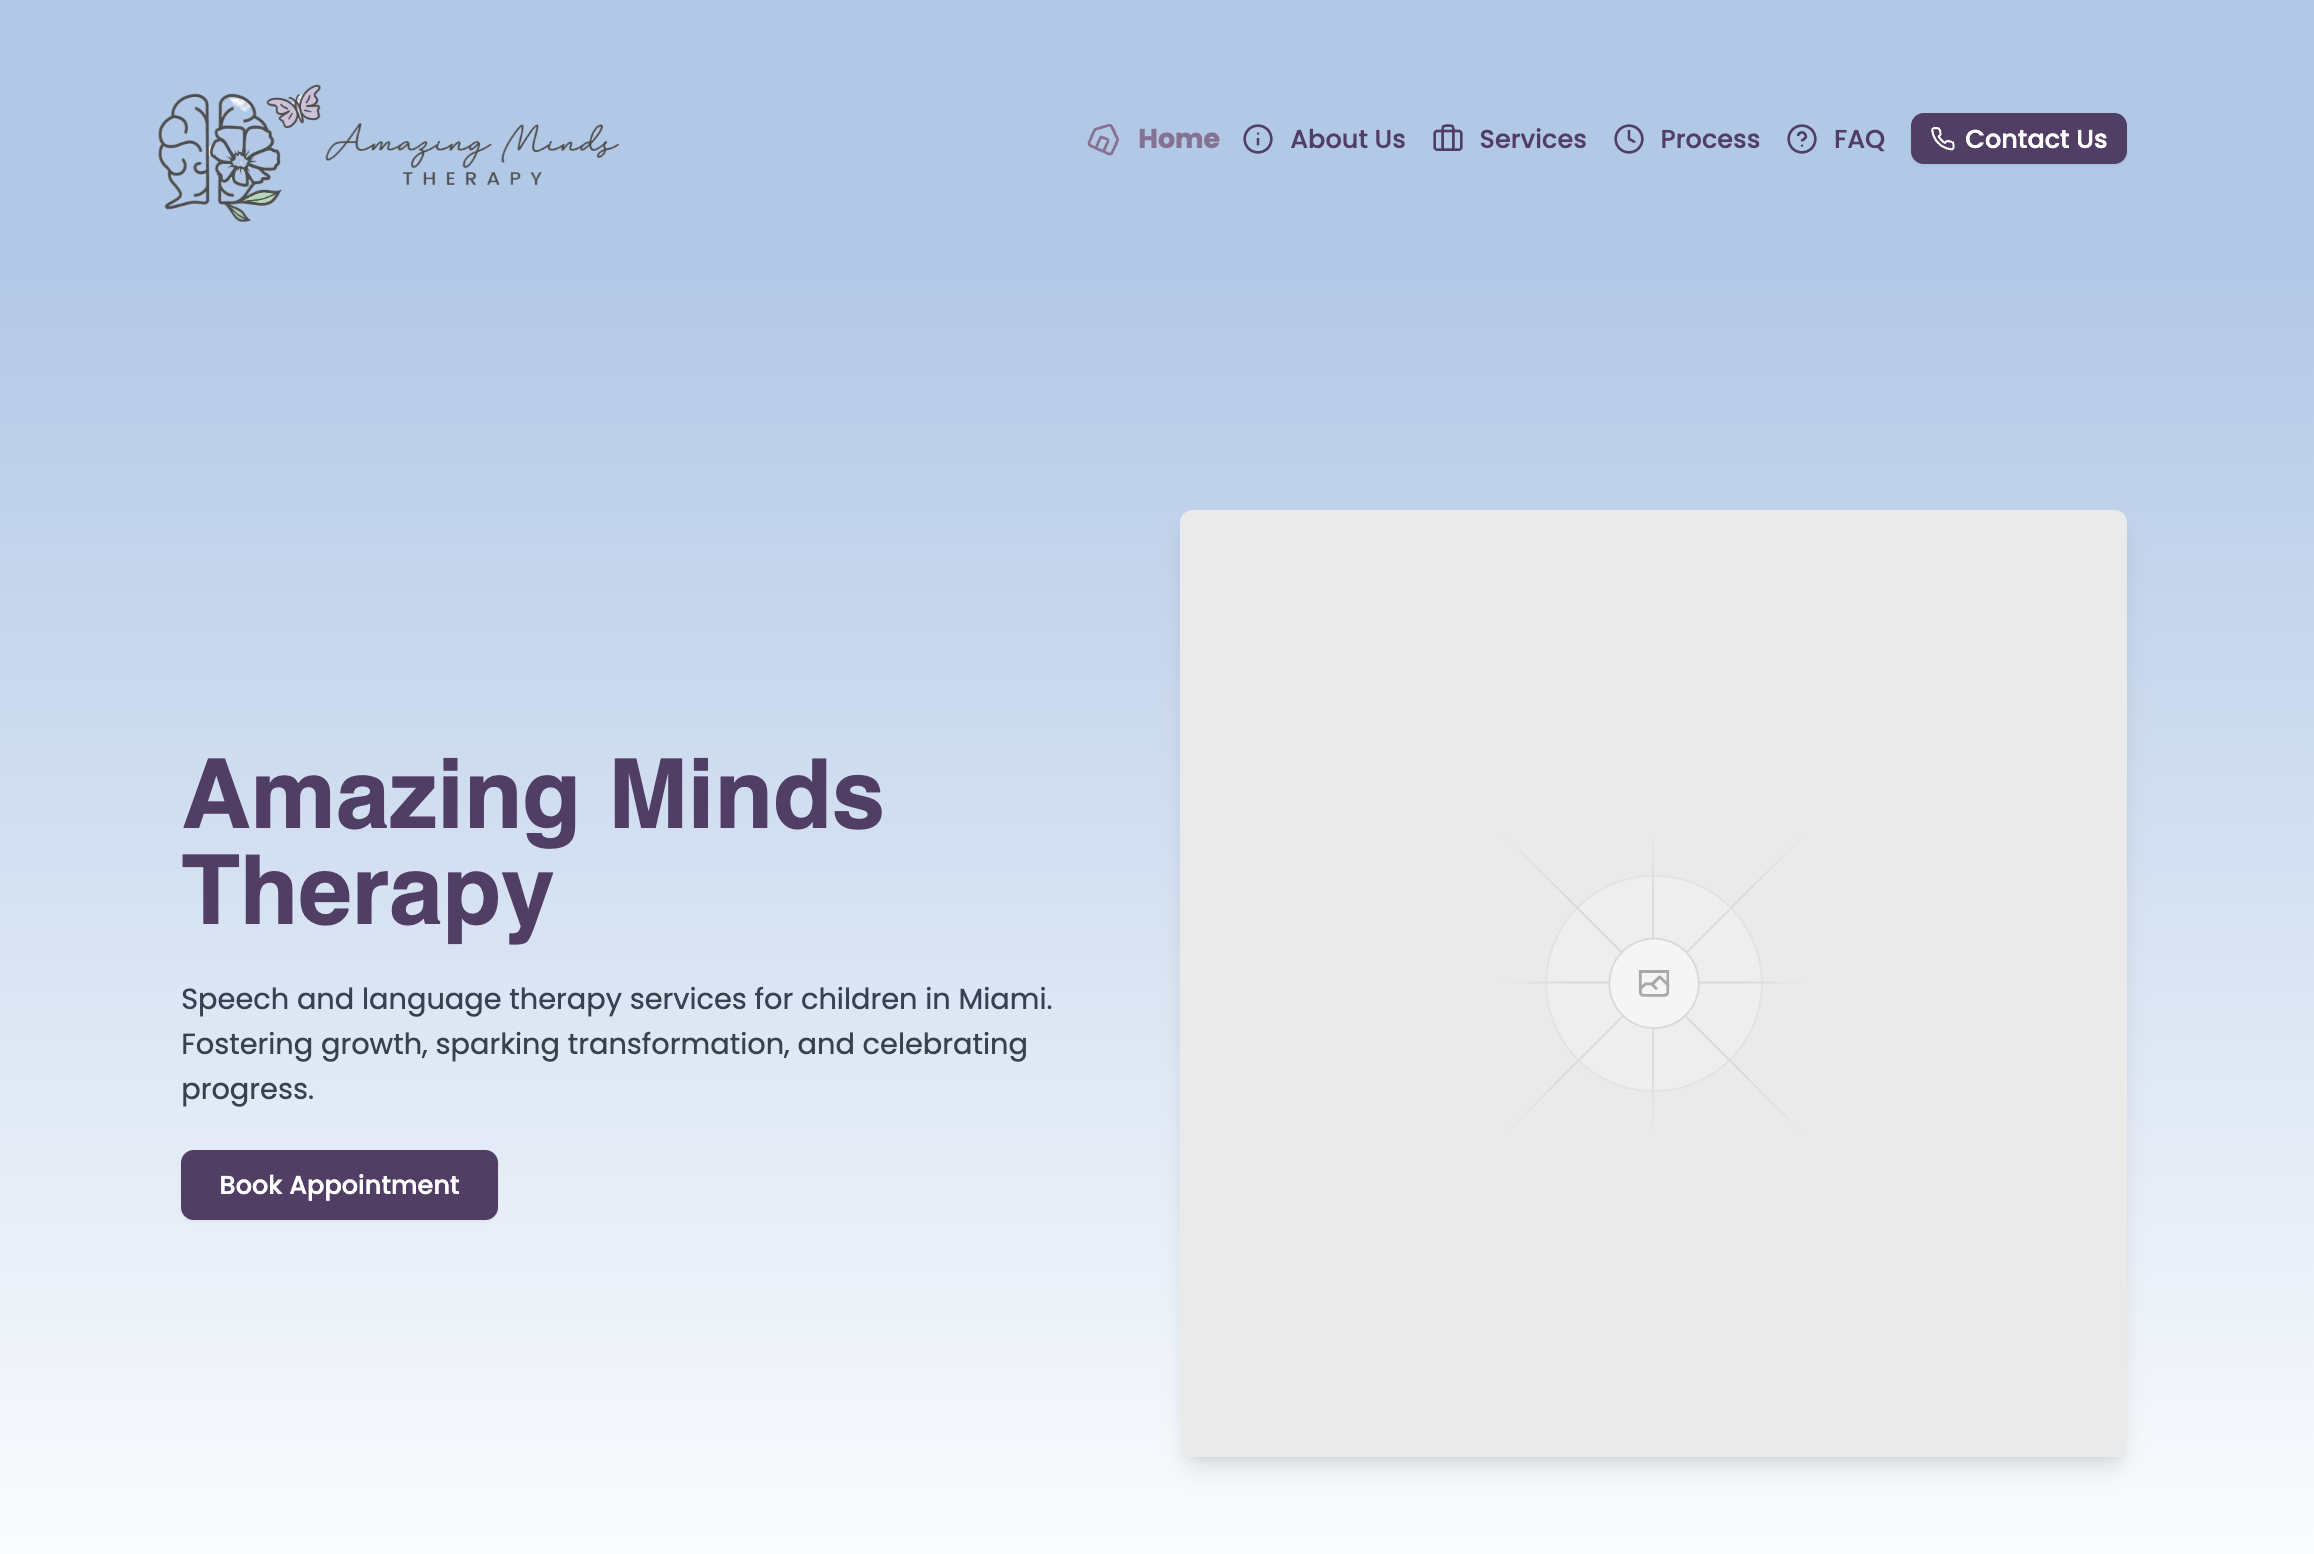 Amazing Minds
THERAPY
Home About Us Services Process FAQ Contact Us
Amazing Minds
Therapy
Speech and language therapy services for children in Miami.
Fostering growth, sparking transformation, and celebrating
progress.
Book Appointment